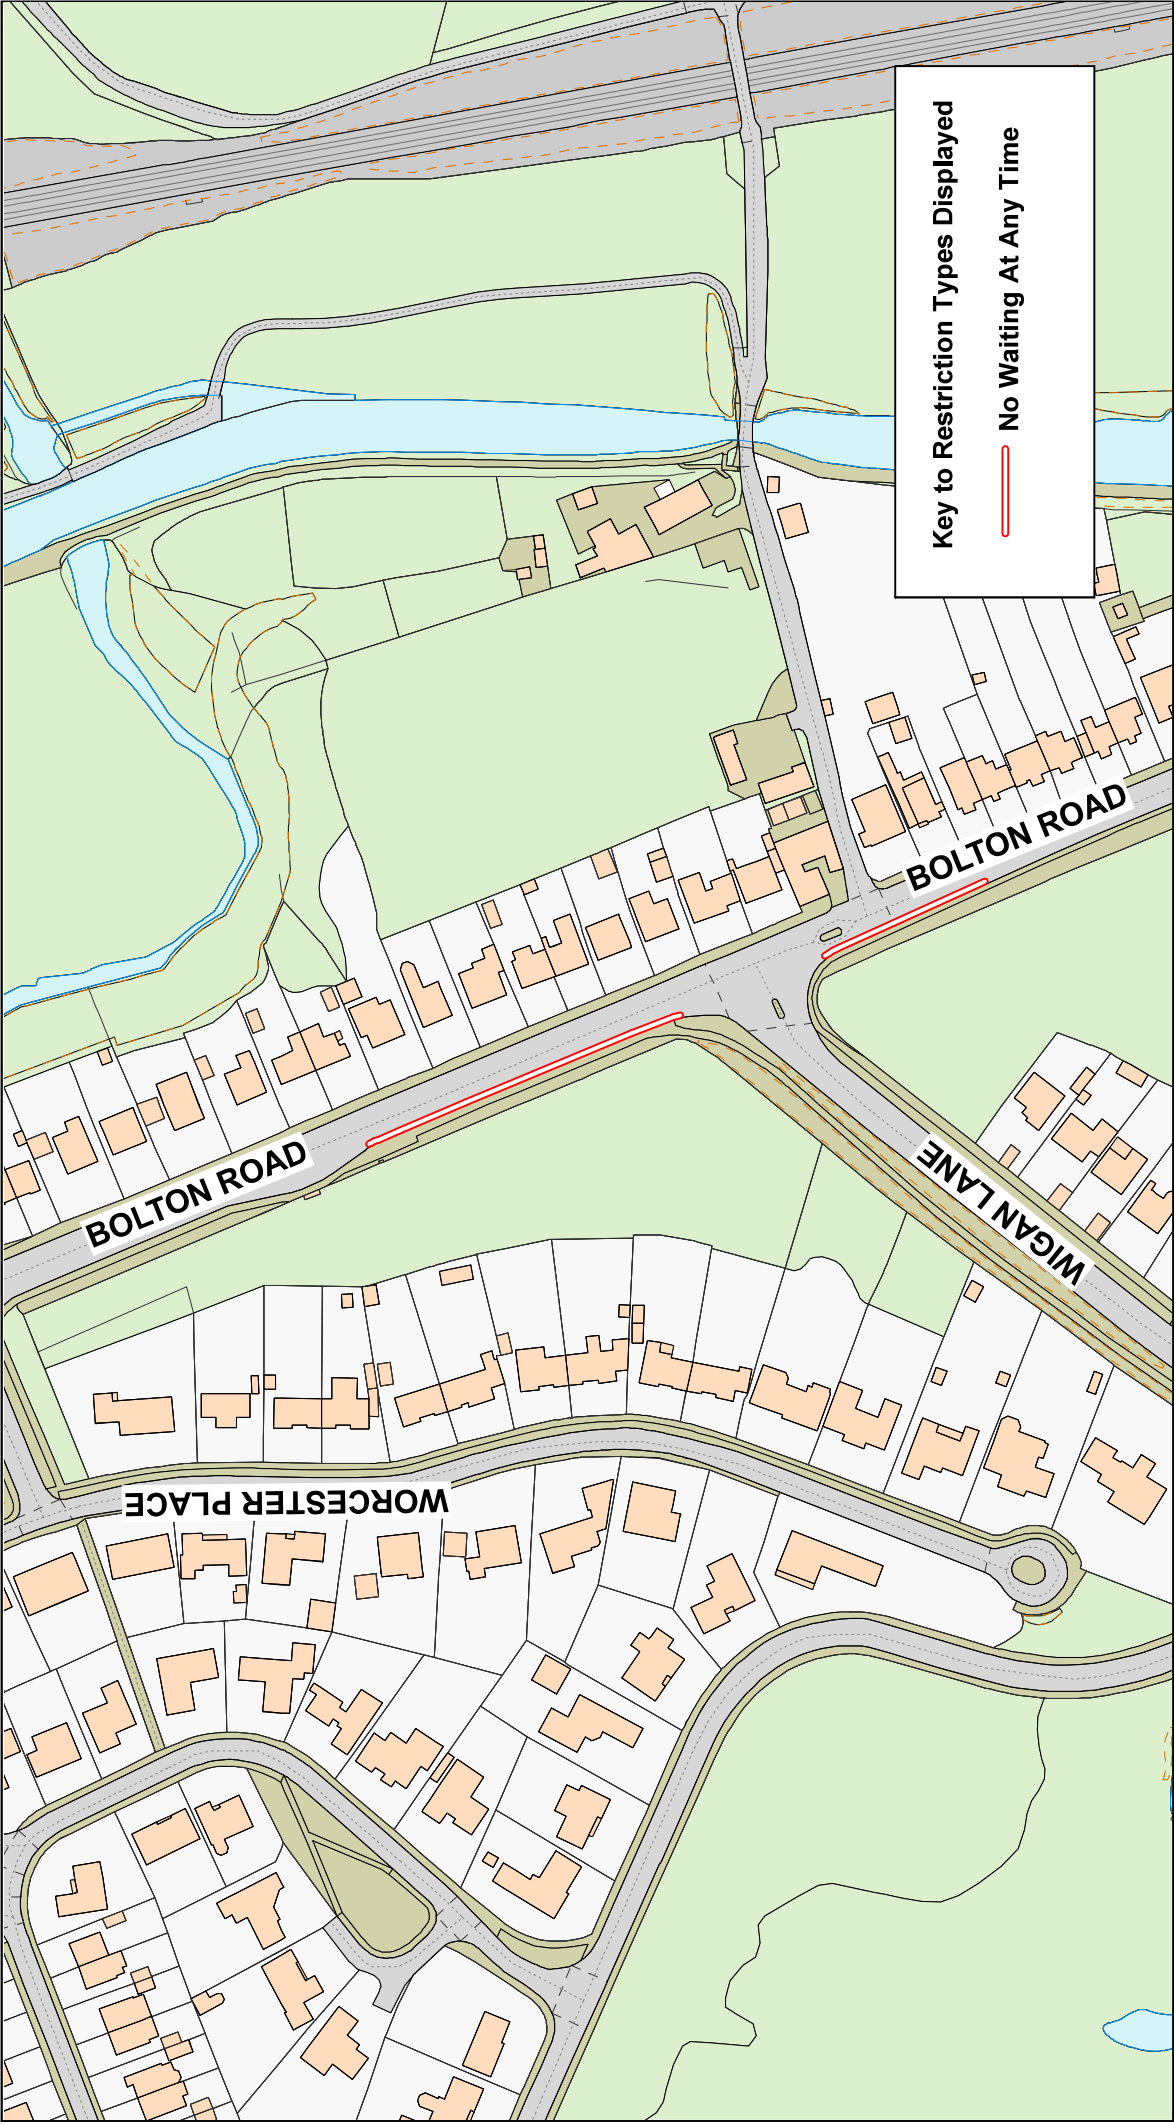 Key to Restriction Types Displayed
No Waiting At Any Time
BOLTON ROAD
BOLTON ROAD
WIGAN LANE
WORCESTER PLACE